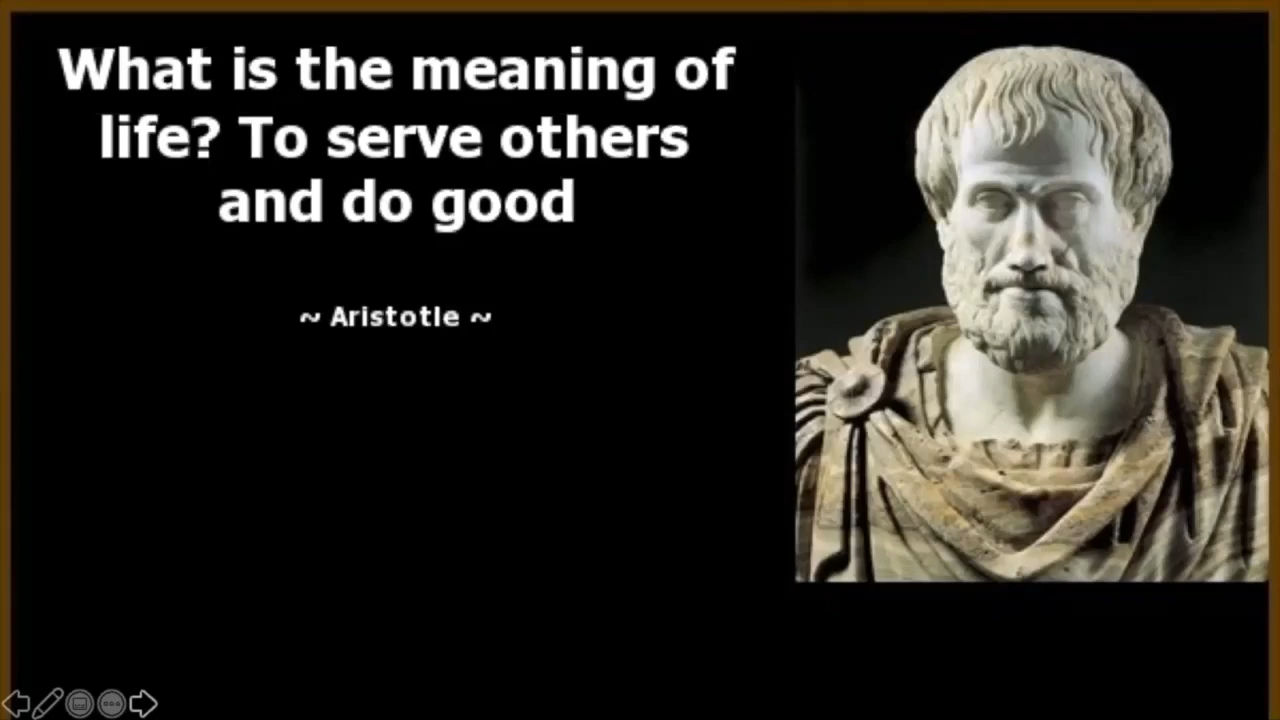 What is the meaning of
life? To serve others
and do good
~ Aristotle ~